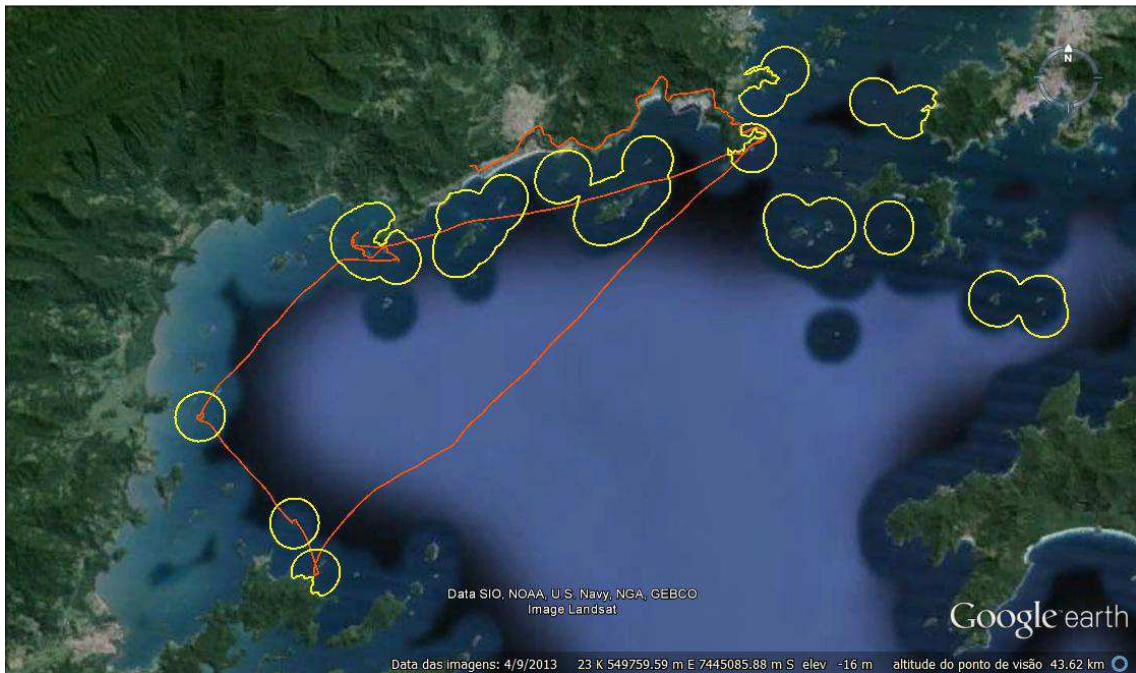 N
Data SIO, NOAA, U.S. Navy, NGA, GEBCO
Image Landsat
Google earth
Data das imagens: 4/9/2013 23 K 549759.59 m E 7445085.88 m S elev -16 m altitude do ponto de visão 43.62 km